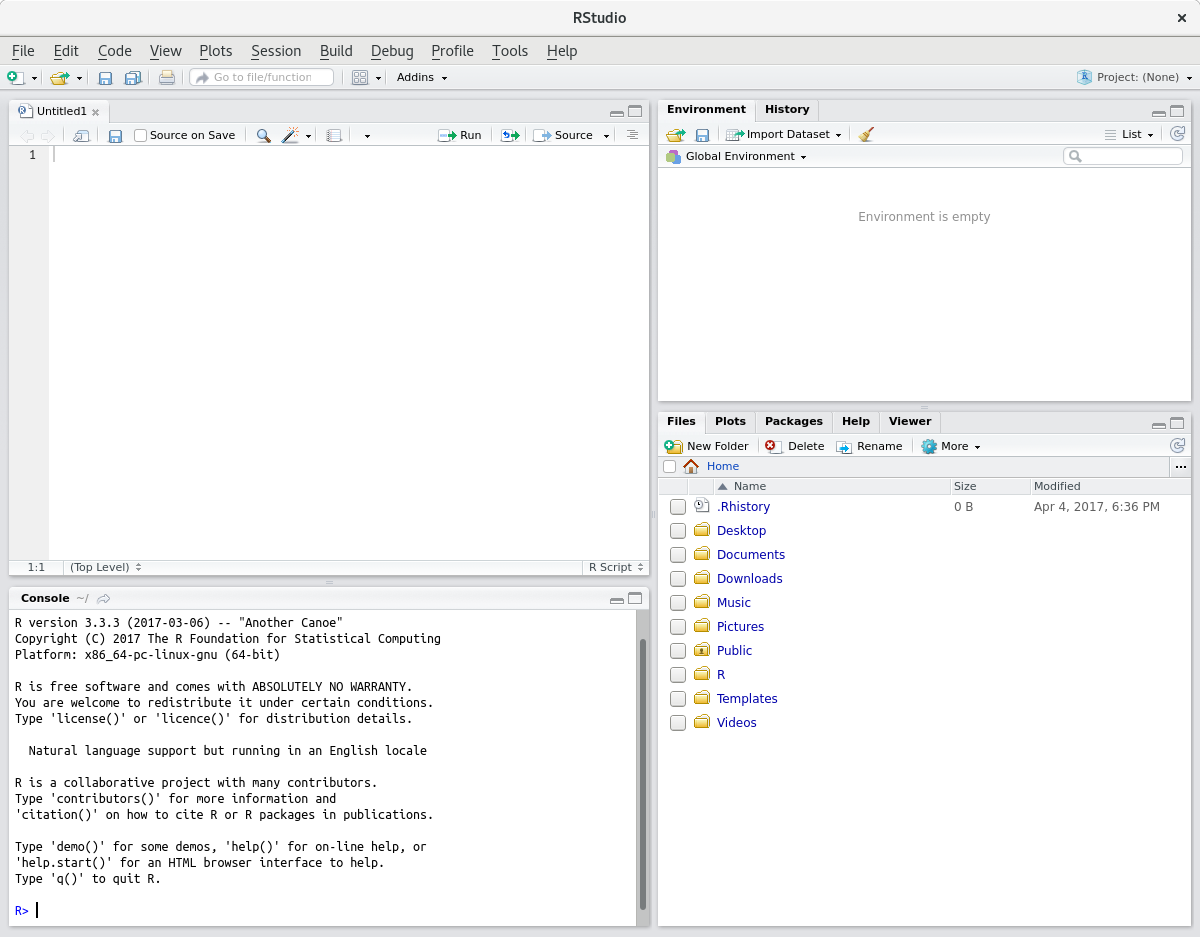 RStudio
File Edit Code View Plots Session Build Debug Profile Tools Help
Go to file/function Addins Project: (None)
Untitled1
Source on Save Run Source
1
1:1 (Top Level) R Script
Console ~/
R version 3.3.3 (2017-03-06) -- "Another Canoe"
Copyright (C) 2017 The R Foundation for Statistical Computing
Platform: x86_64-pc-linux-gnu (64-bit)
R is free software and comes with ABSOLUTELY NO WARRANTY.
You are welcome to redistribute it under certain conditions.
Type 'license()' or 'licence()' for distribution details.
Natural language support but running in an English locale
R is a collaborative project with many contributors.
Type 'contributors()' for more information and
'citation()' on how to cite R or R packages in publications.
Type 'demo()' for some demos, 'help()' for on-line help, or
'help.start()' for an HTML browser interface to help.
Type 'q()' to quit R.
R>
Environment History
Import Dataset List
Global Environment
Environment is empty
Files Plots Packages Help Viewer
New Folder Delete Rename More
Home ...
Name Size Modified
.Rhistory 0 B Apr 4, 2017, 6:36 PM
Desktop
Documents
Downloads
Music
Pictures
Public
R
Templates
Videos